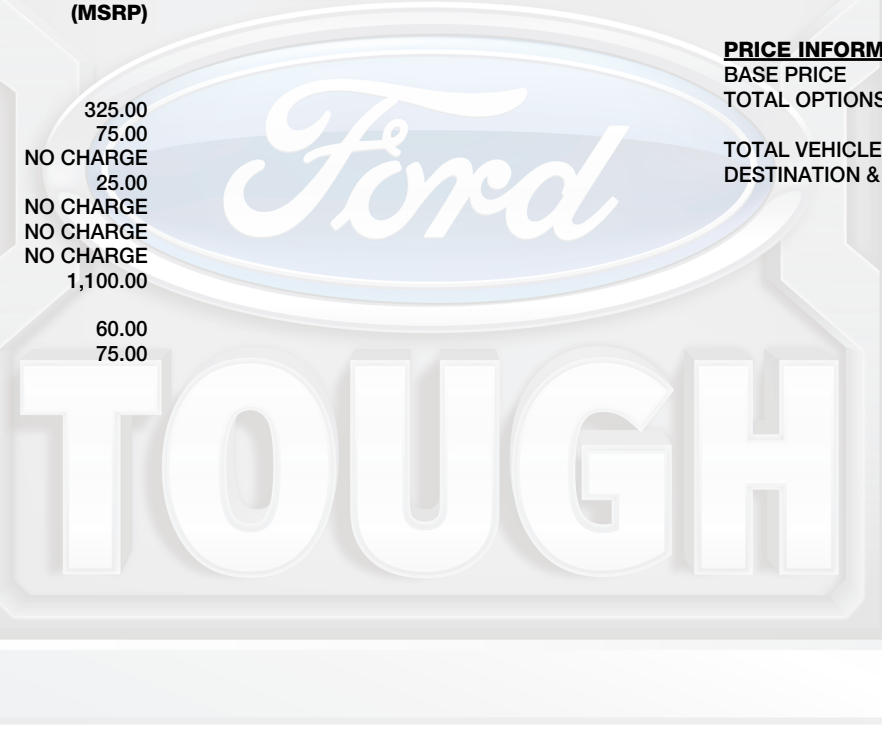 (MSRP)
325.00
75.00
NO CHARGE
25.00
NO CHARGE
NO CHARGE
NO CHARGE
1,100.00
60.00
75.00
PRICE INFORM
BASE PRICE
TOTAL OPTIONS
TOTAL VEHICLE
DESTINATION &
Ford
TOUGH